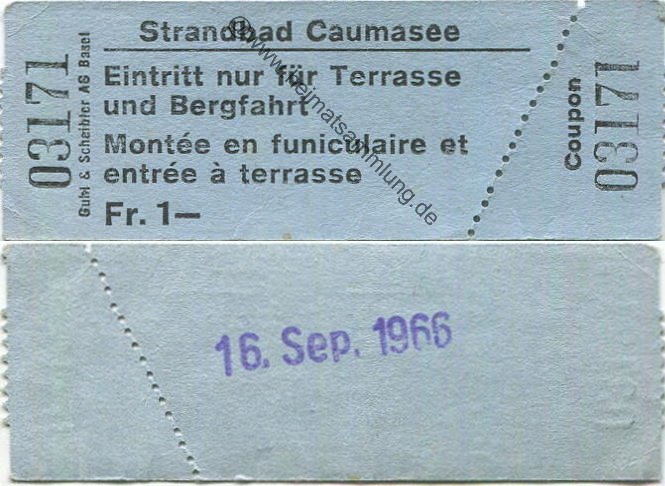 Strandbad Caumasee
Eintritt nur für Terrasse
und Bergfahrt
Montée en funiculaire et
entrée à terrasse
Fr. 1—
03171
Guhl & Scheibler AG Basel
Coupon
03171
©www.heimatsammlung.de
16. Sep. 1966